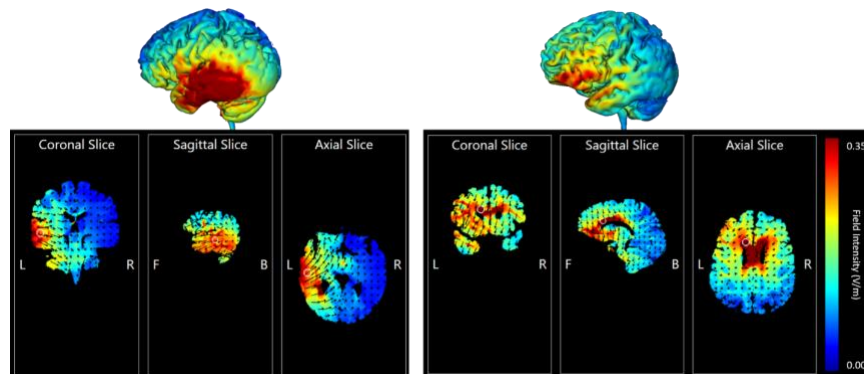 Coronal Slice
Sagittal Slice
Axial Slice
L
R
F
B
L
R
Coronal Slice
Sagittal Slice
Axial Slice
L
R
F
B
L
R
0.35
Field Intensity (V/m)
0.00